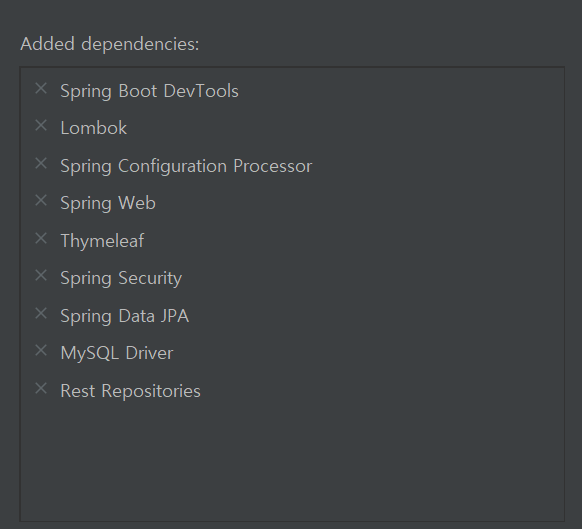 Added dependencies:
Spring Boot DevTools
Lombok
Spring Configuration Processor
Spring Web
Thymeleaf
Spring Security
Spring Data JPA
MySQL Driver
Rest Repositories